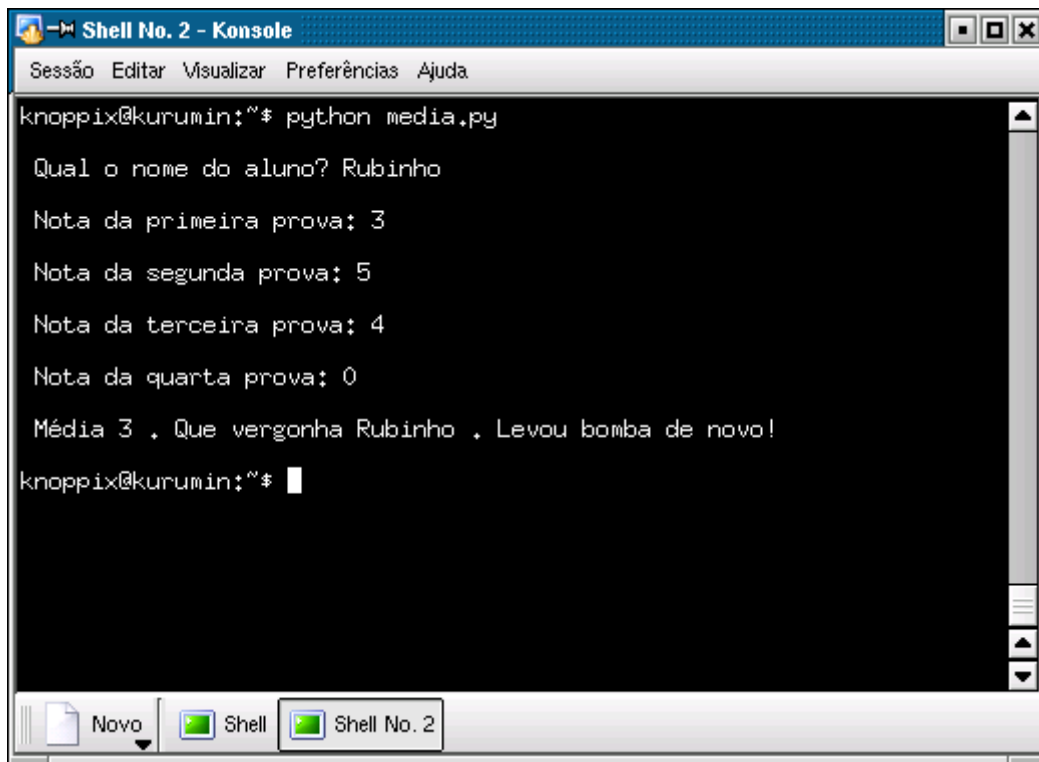 Shell No. 2 - Konsole
Sessão Editar Visualizar Preferências Ajuda
knoppix@kurumin:~$ python media.py
Qual o nome do aluno? Rubinho
Nota da primeira prova: 3
Nota da segunda prova: 5
Nota da terceira prova: 4
Nota da quarta prova: 0
Média 3 . Que vergonha Rubinho . Levou bomba de novo!
knoppix@kurumin:~$
Novo Shell Shell No. 2